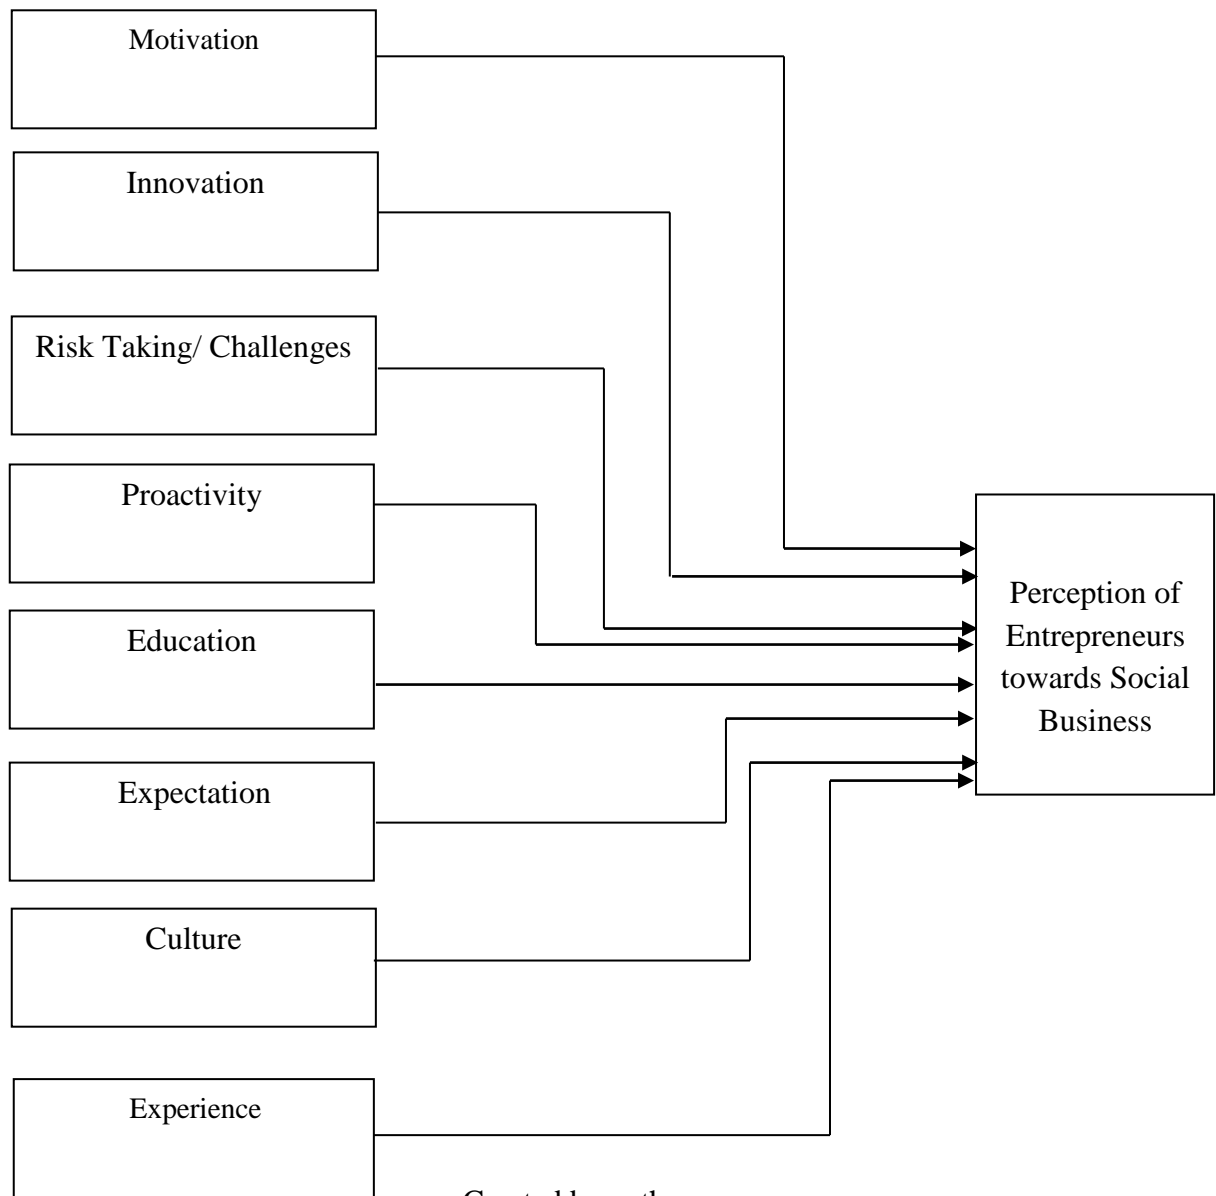 Motivation
Innovation
Risk Taking/ Challenges
Proactivity
Education
Expectation
Culture
Experience
Perception of
Entrepreneurs
towards Social
Business